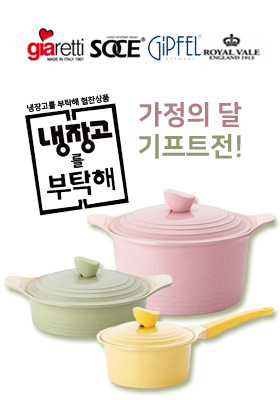 giaretti
MADE IN ITALY 1901
SOCE
GiPFEL
GERMANY
ROYAL VALE
ENGLAND 1913
냉장고를 부탁해 협찬상품
냉장고
를
부탁해
가정의 달
기프트전!